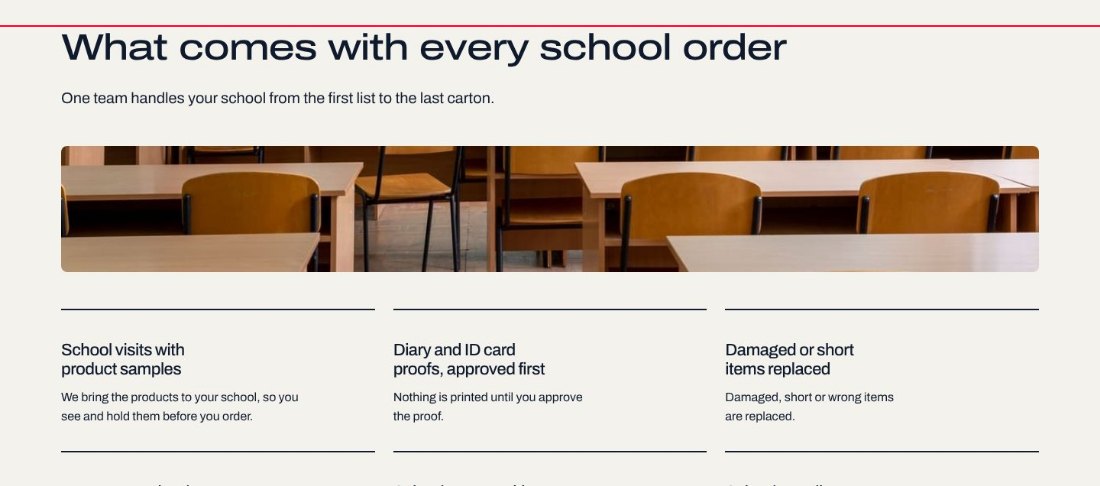 What comes with every school order
One team handles your school from the first list to the last carton.
School visits with
product samples
We bring the products to your school, so you
see and hold them before you order.
Diary and ID card
proofs, approved first
Nothing is printed until you approve
the proof.
Damaged or short
items replaced
Damaged, short or wrong items
are replaced.